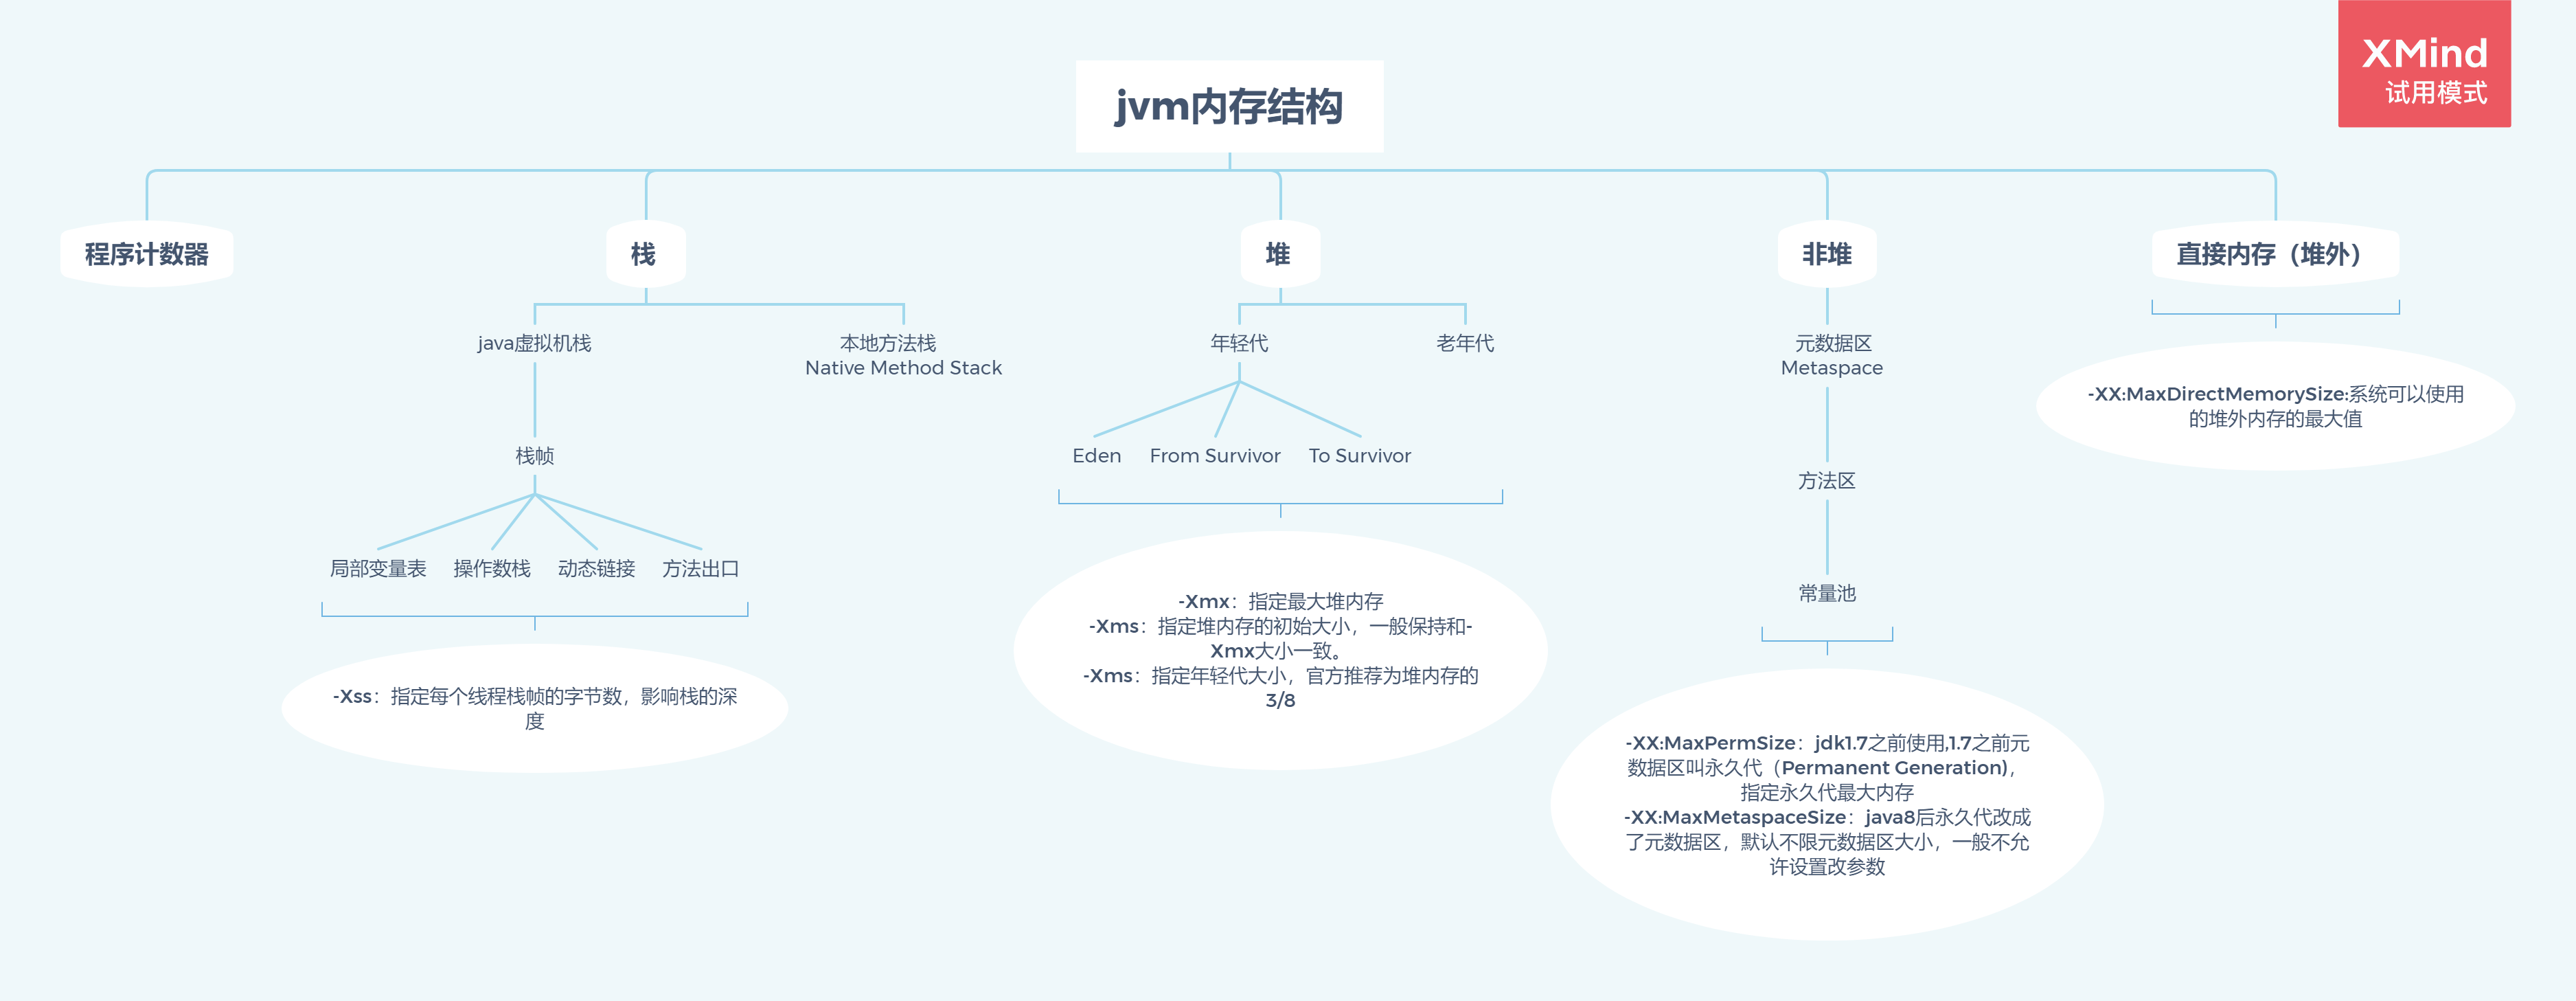 XMind
试用模式
jvm内存结构
程序计数器
栈
堆
非堆
直接内存（堆外）
java虚拟机栈
本地方法栈
Native Method Stack
年轻代
老年代
元数据区
Metaspace
-XX:MaxDirectMemorySize:系统可以使用
的堆外内存的最大值
栈帧
Eden
From Survivor
To Survivor
方法区
局部变量表
操作数栈
动态链接
方法出口
常量池
-Xmx：指定最大堆内存
-Xms：指定堆内存的初始大小，一般保持和-
Xmx大小一致。
-Xms：指定年轻代大小，官方推荐为堆内存的
3/8
-Xss：指定每个线程栈帧的字节数，影响栈的深
度
-XX:MaxPermSize：jdk1.7之前使用,1.7之前元
数据区叫永久代（Permanent Generation)，
指定永久代最大内存
-XX:MaxMetaspaceSize：java8后永久代改成
了元数据区，默认不限元数据区大小，一般不允
许设置改参数